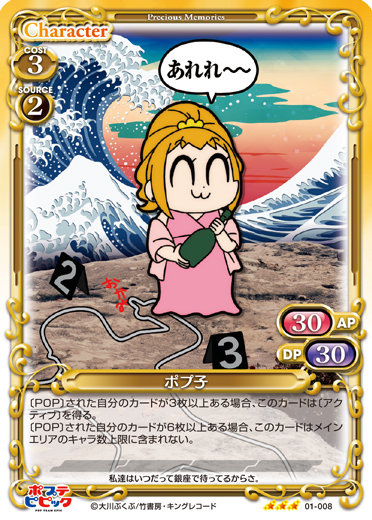 Precious Memories
Character
COST
3
SOURCE
2
あれれ〜〜
2
おかね
3
30 AP
DP 30
ポプ子
［POP］された自分のカードが3枚以上ある場合、このカードは〔アク
ティブ〕を得る。
［POP］された自分のカードが6枚以上ある場合、このカードはメイン
エリアのキャラ数上限に含まれない。
私達はいつだって銀座で待ってるからさ。
ポプテ
ピピック
POP TEAM EPIC
©大川ぶくぶ/竹書房・キングレコード
★★★ 01-008